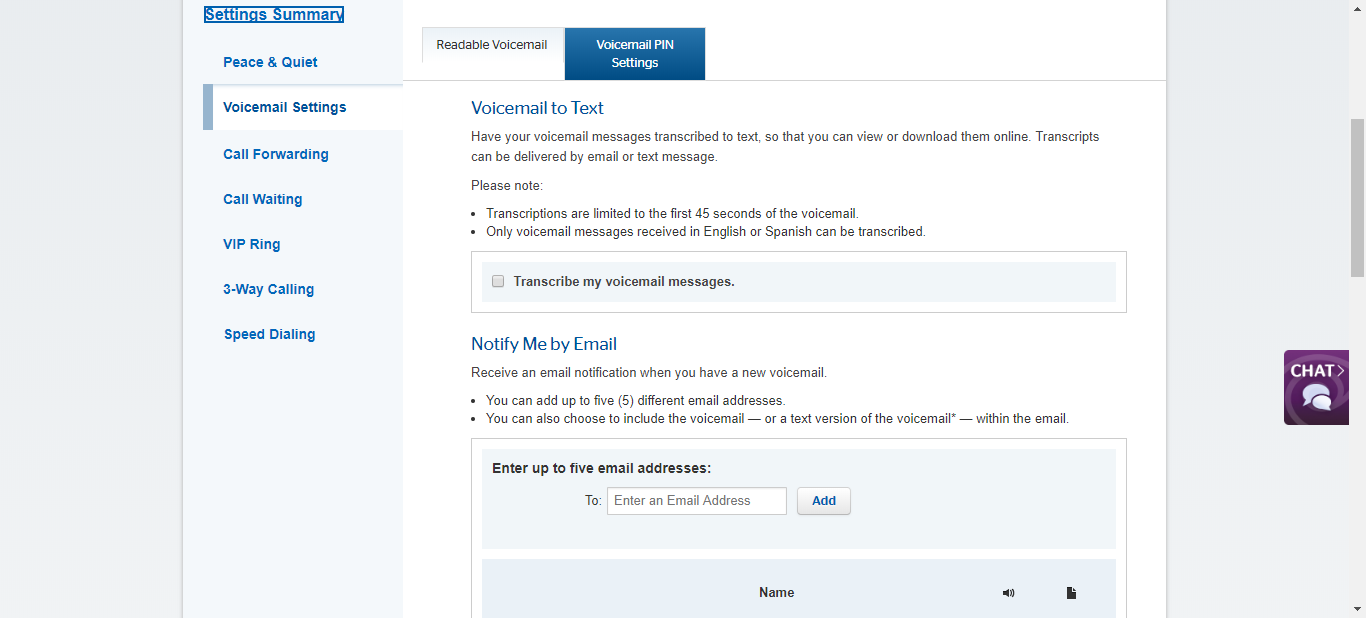 Settings Summary
Peace & Quiet
Voicemail Settings
Call Forwarding
Call Waiting
VIP Ring
3-Way Calling
Speed Dialing
Readable Voicemail
Voicemail PIN
Settings
Voicemail to Text
Have your voicemail messages transcribed to text, so that you can view or download them online. Transcripts
can be delivered by email or text message.
Please note:
• Transcriptions are limited to the first 45 seconds of the voicemail.
• Only voicemail messages received in English or Spanish can be transcribed.
Transcribe my voicemail messages.
Notify Me by Email
Receive an email notification when you have a new voicemail.
• You can add up to five (5) different email addresses.
• You can also choose to include the voicemail — or a text version of the voicemail* — within the email.
Enter up to five email addresses:
To: Enter an Email Address Add
Name
CHAT